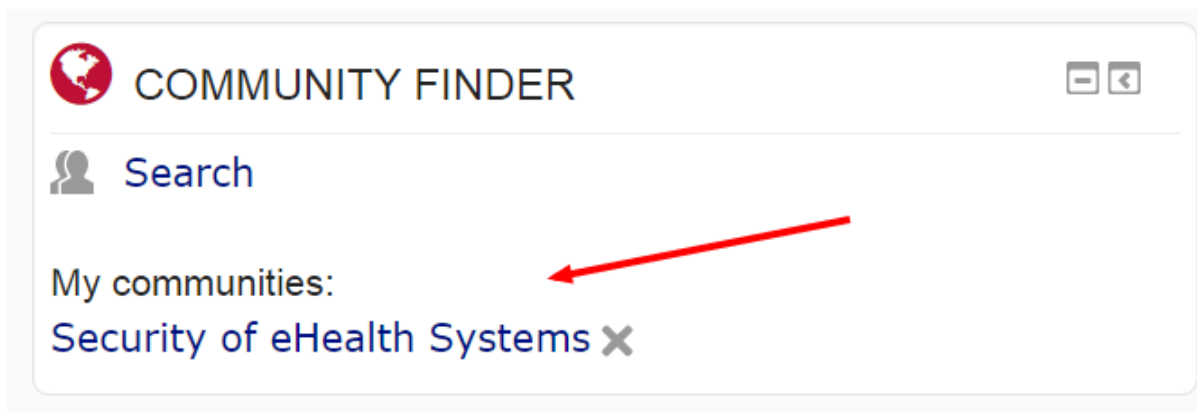 COMMUNITY FINDER
Search
My communities:
Security of eHealth Systems